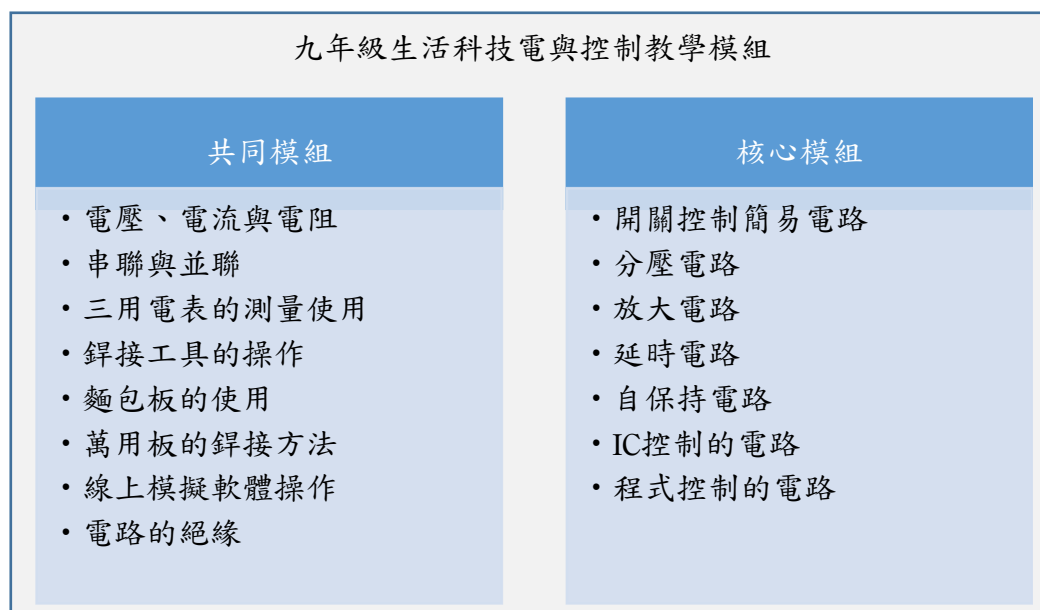 九年級生活科技電與控制教學模組
共同模組
・電壓、電流與電阻
・串聯與並聯
・三用電表的測量使用
・銲接工具的操作
・麵包板的使用
・萬用板的銲接方法
・線上模擬軟體操作
・電路的絕緣
核心模組
・開關控制簡易電路
・分壓電路
・放大電路
・延時電路
・自保持電路
・IC控制的電路
・程式控制的電路